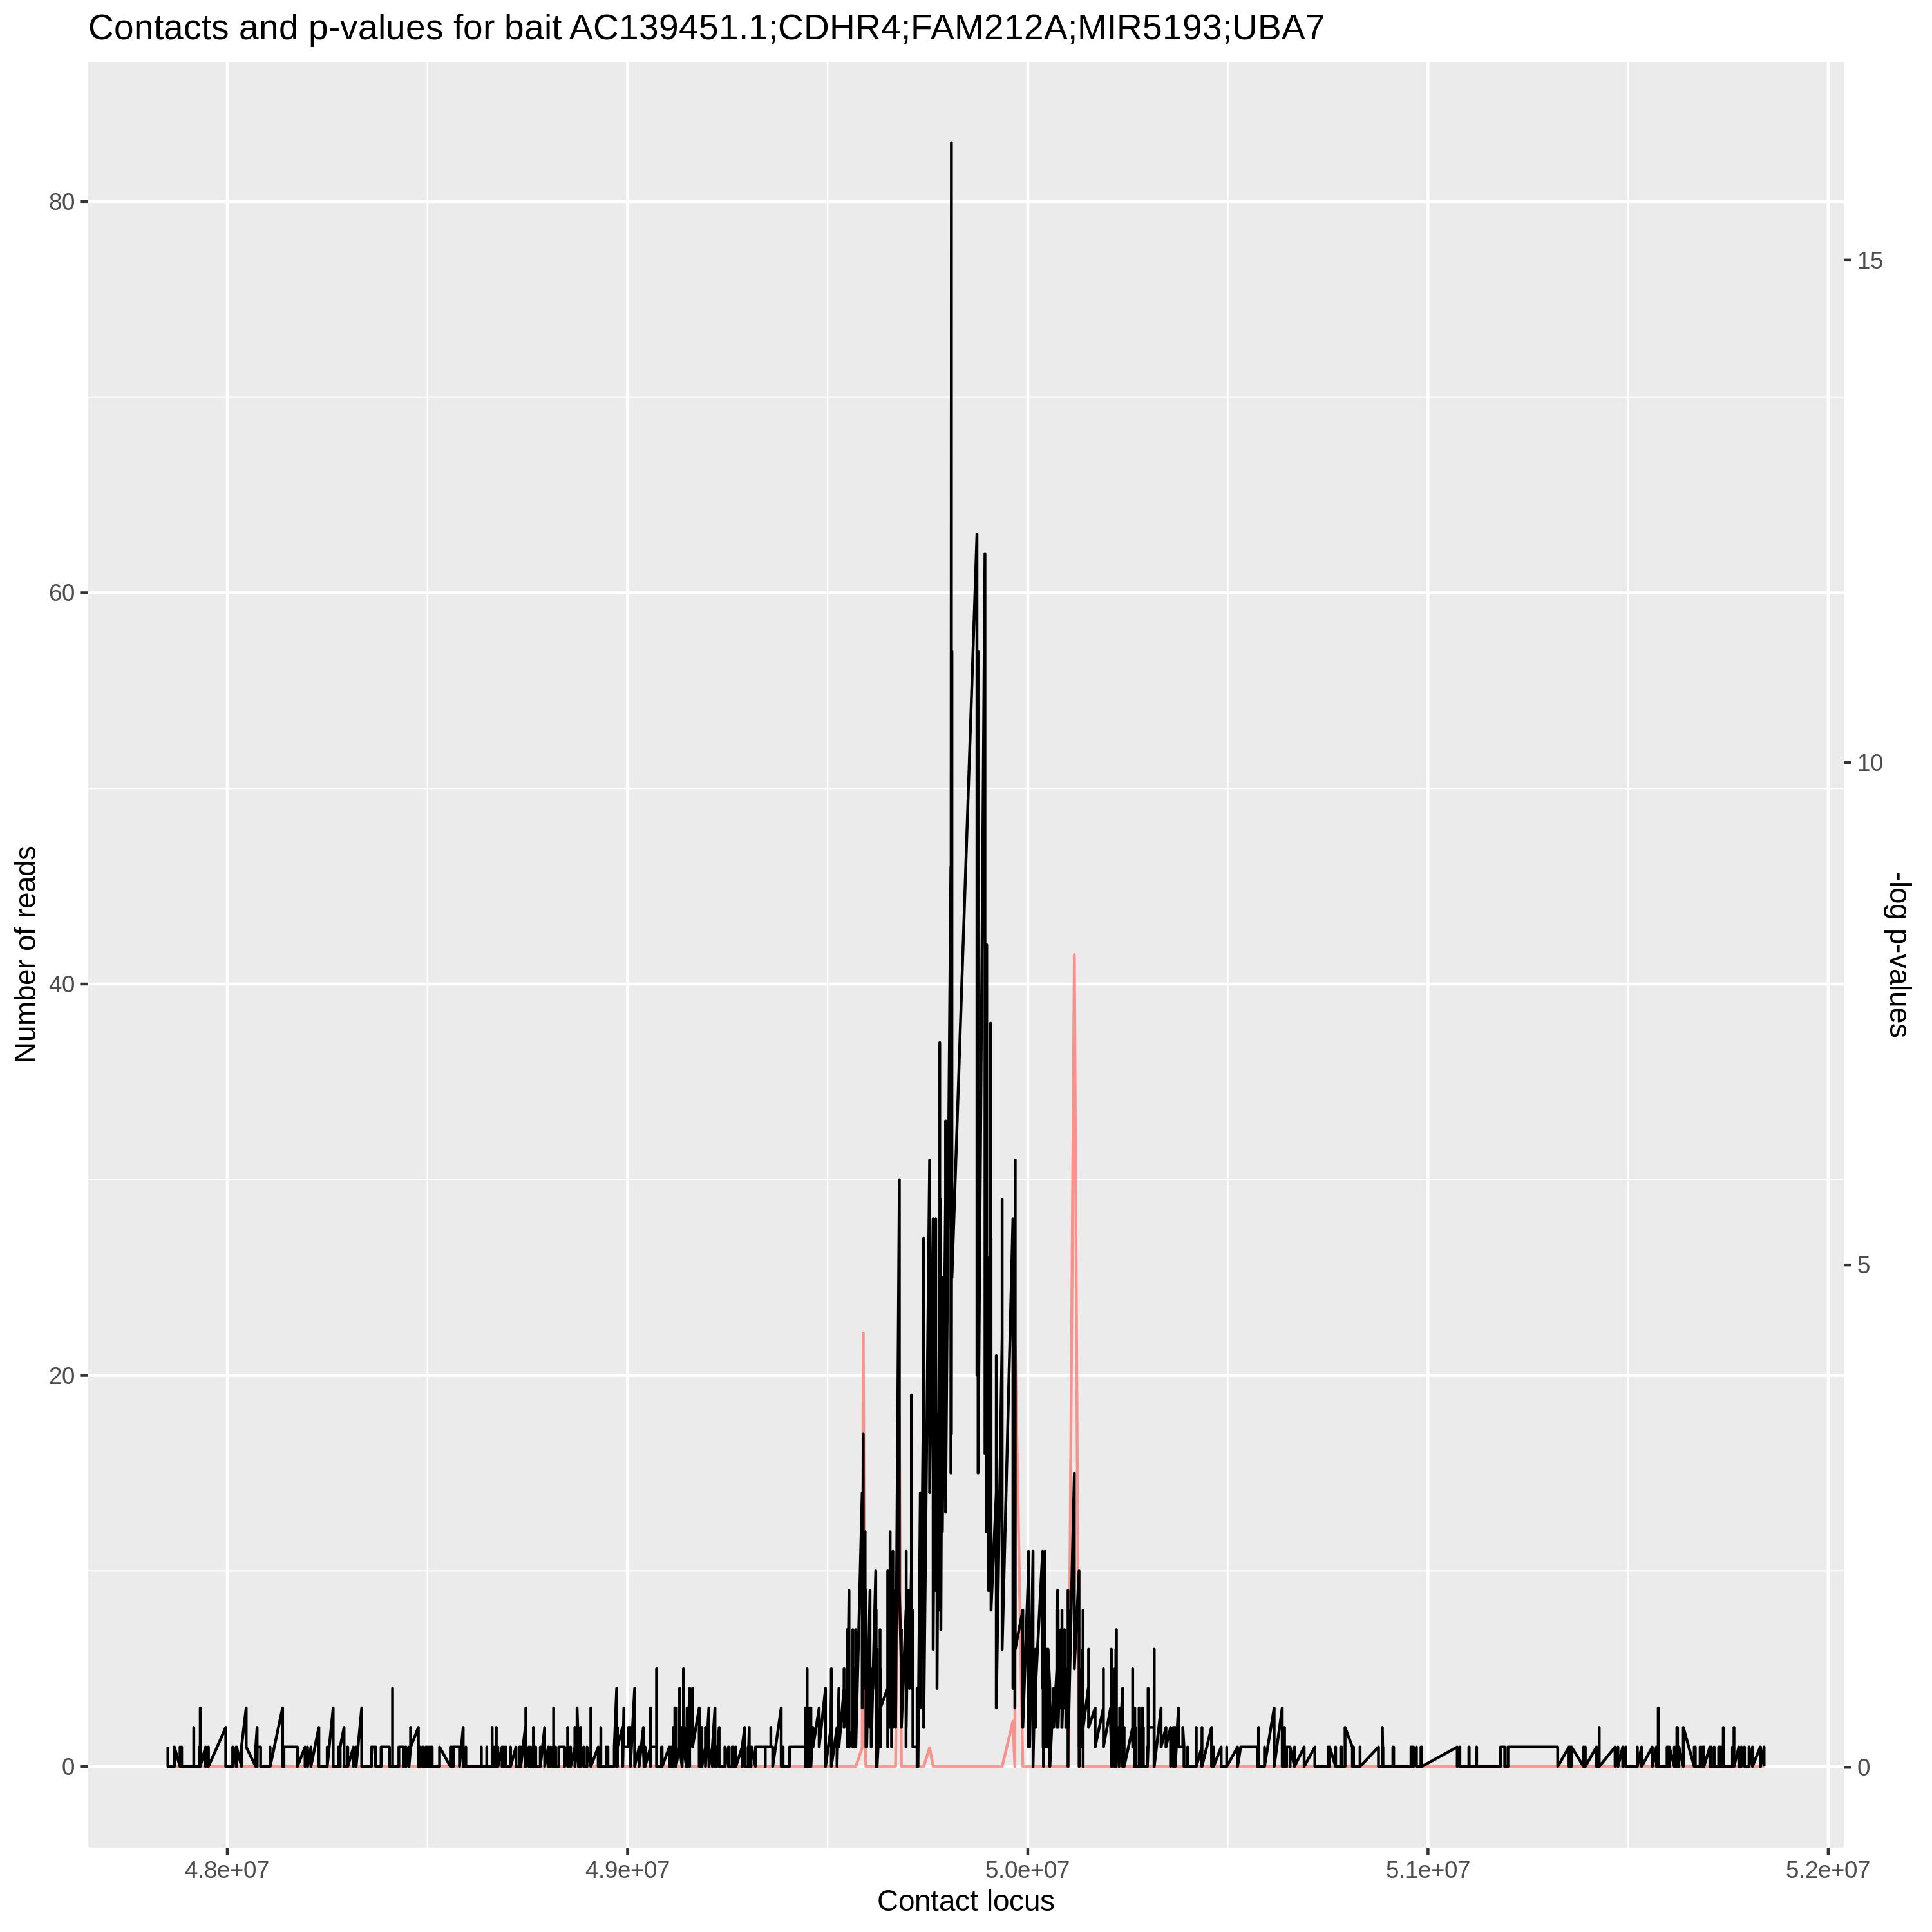 Contacts and p-values for bait AC139451.1;CDHR4;FAM212A;MIR5193;UBA7
80
60
40
20
0
Number of reads
15
10
5
0
-log p-values
4.8e+07
4.9e+07
5.0e+07
5.1e+07
5.2e+07
Contact locus